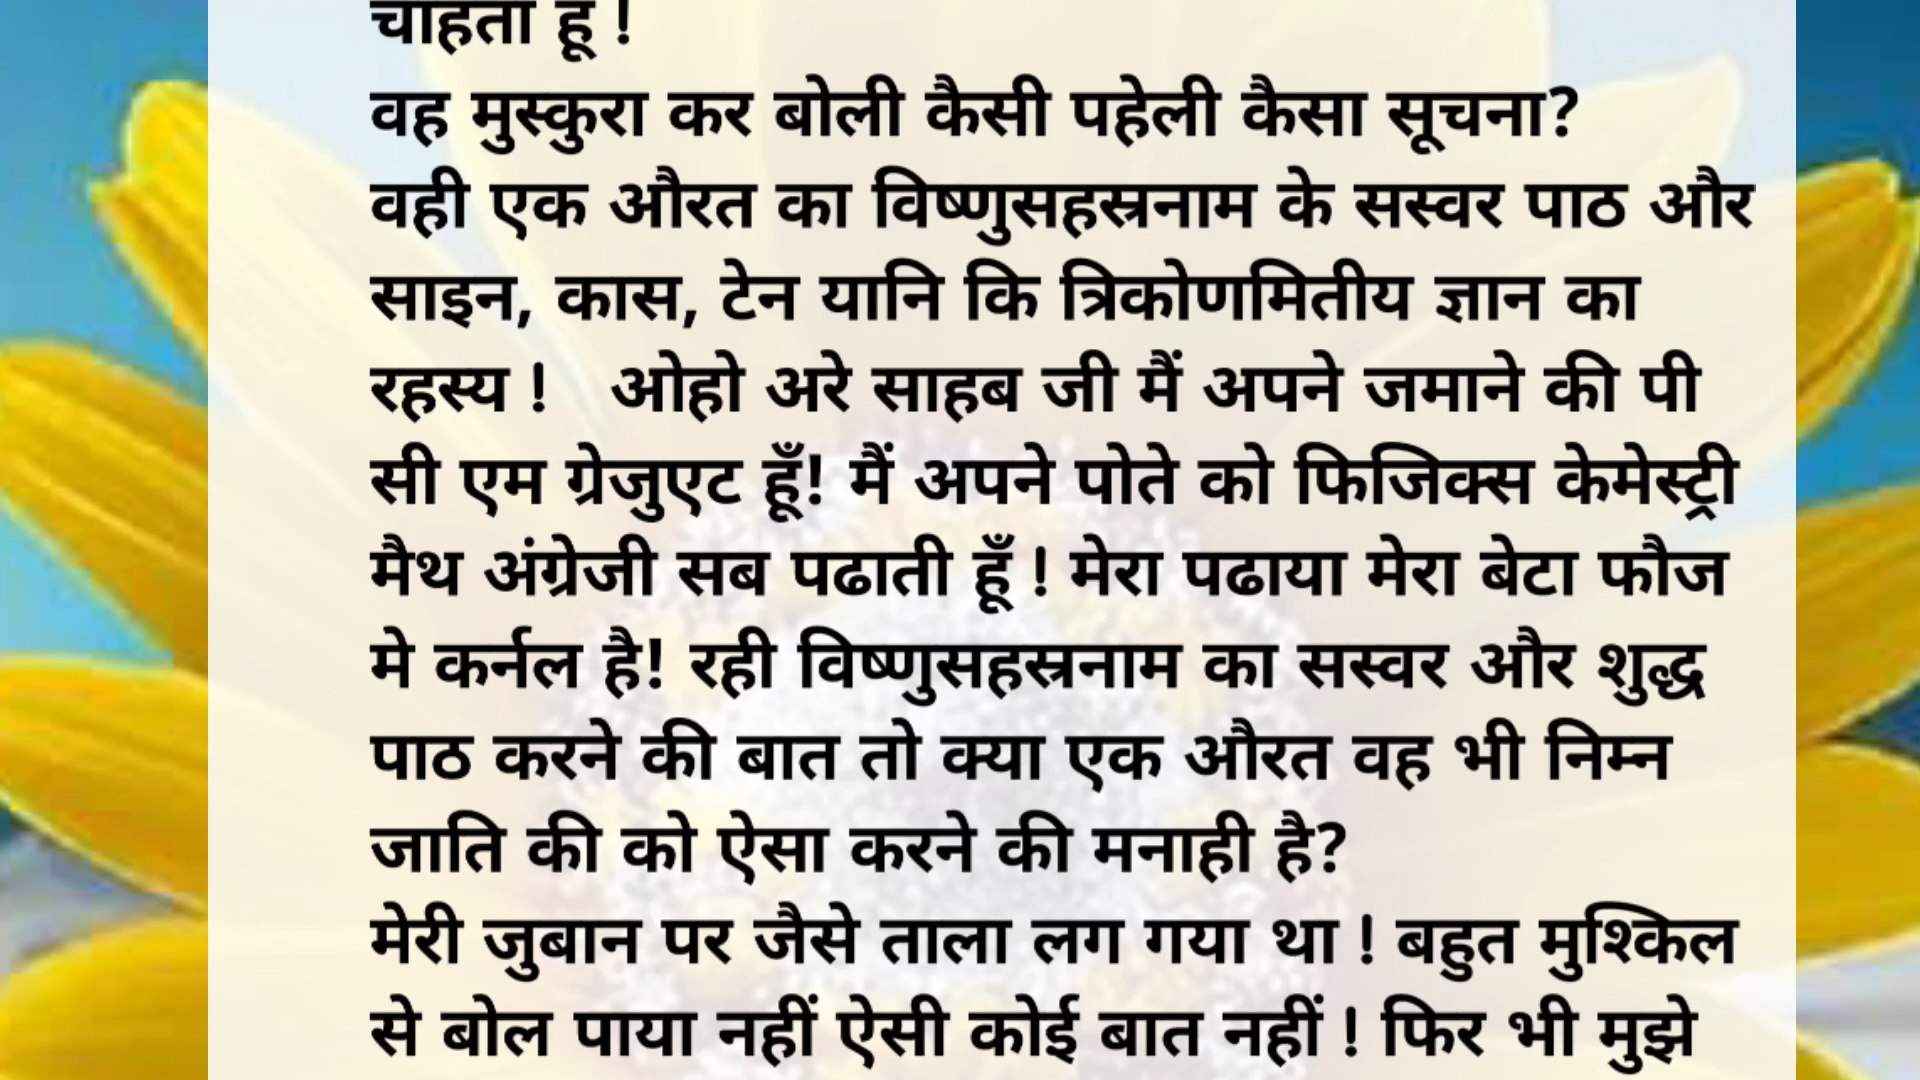 चाहता हूँ !
वह मुस्कुरा कर बोली कैसी पहेली कैसा सूचना?
वही एक औरत का विष्णुसहस्रनाम के सस्वर पाठ और
साइन, कास, टेन यानि कि त्रिकोणमितीय ज्ञान का
रहस्य ! ओहो अरे साहब जी मैं अपने जमाने की पी
सी एम ग्रेजुएट हूँ! मैं अपने पोते को फिजिक्स केमेस्ट्री
मैथ अंग्रेजी सब पढाती हूँ ! मेरा पढाया मेरा बेटा फौज
मे कर्नल है! रही विष्णुसहस्रनाम का सस्वर और शुद्ध
पाठ करने की बात तो क्या एक औरत वह भी निम्न
जाति की को ऐसा करने की मनाही है?
मेरी जुबान पर जैसे ताला लग गया था ! बहुत मुश्किल
से बोल पाया नहीं ऐसी कोई बात नहीं ! फिर भी मुझे